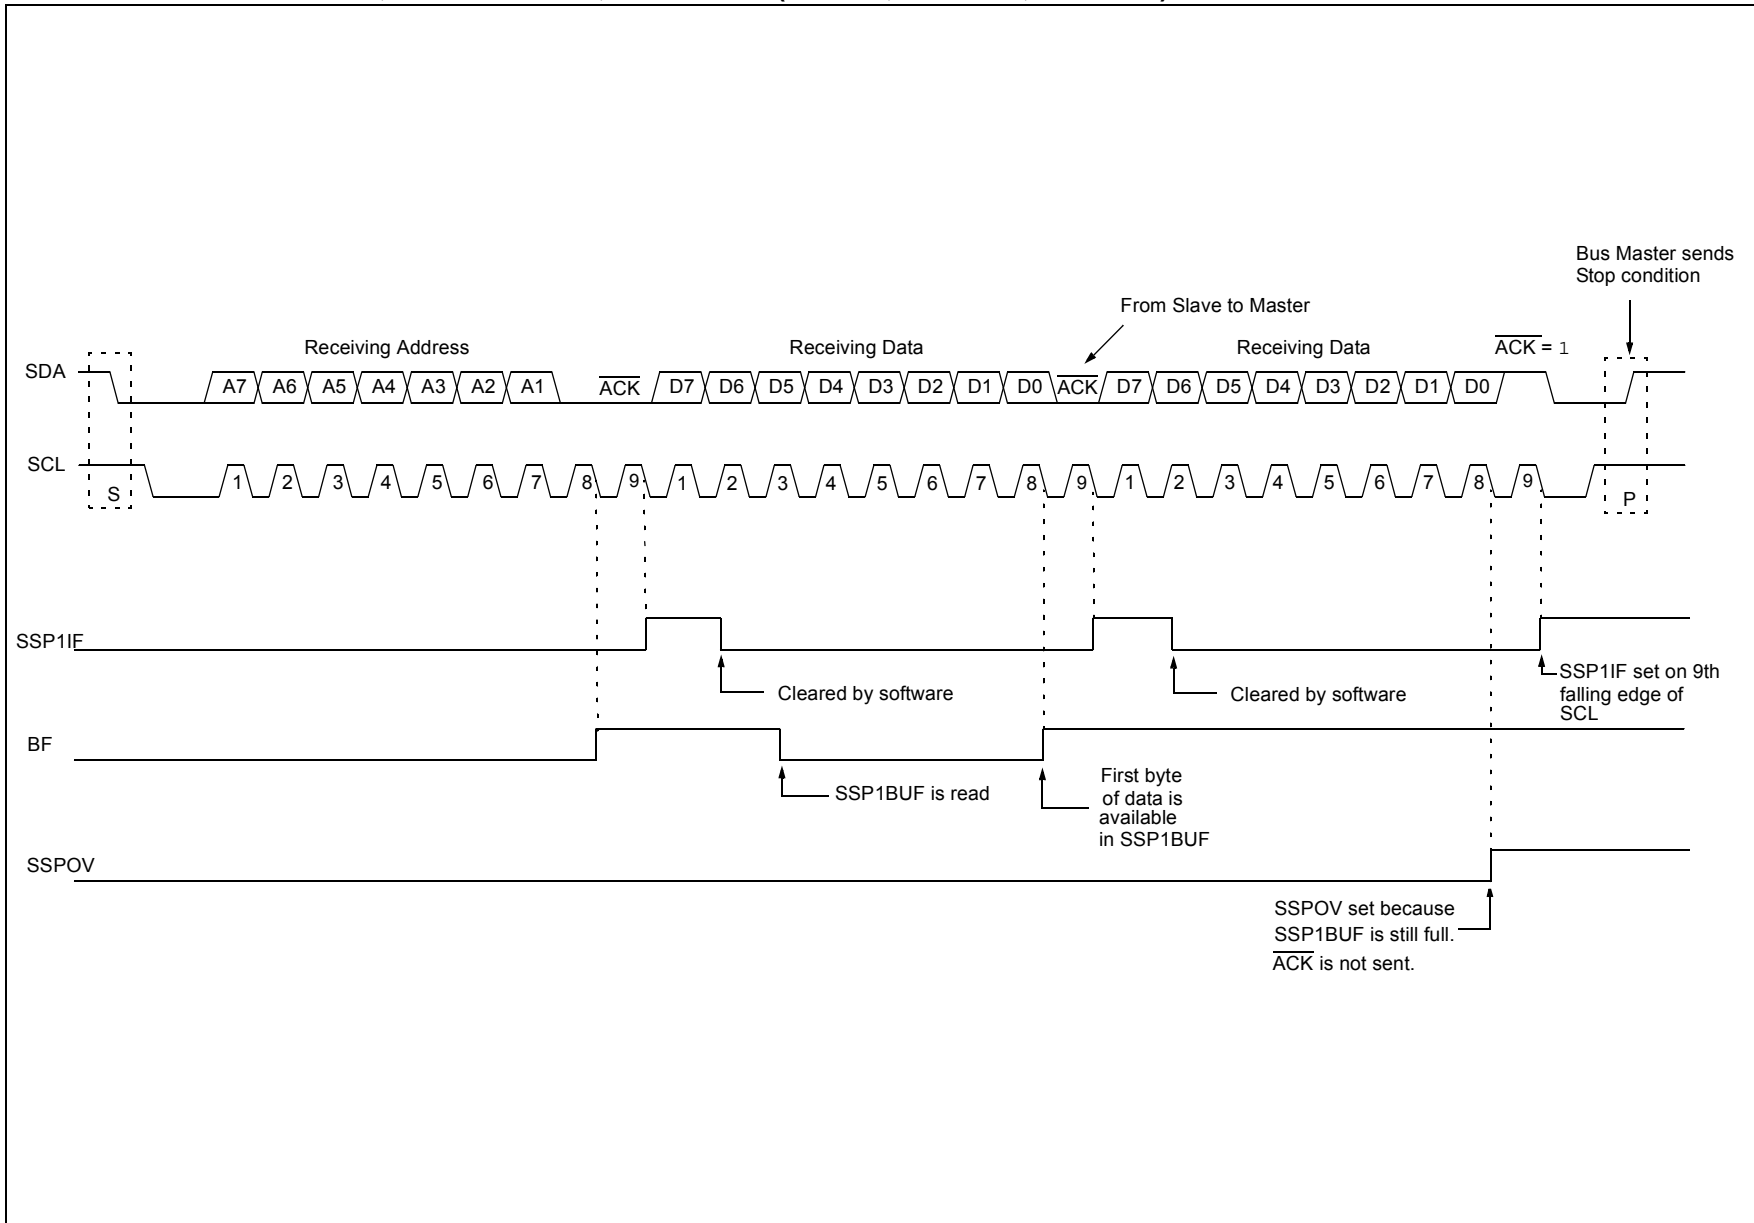 Bus Master sends
Stop condition
From Slave to Master
Receiving Address
Receiving Data
Receiving Data
ACK = 1
SDA
A7 A6 A5 A4 A3 A2 A1 ACK D7 D6 D5 D4 D3 D2 D1 D0 ACK D7 D6 D5 D4 D3 D2 D1 D0
SCL
S 1 2 3 4 5 6 7 8 9 1 2 3 4 5 6 7 8 9 1 2 3 4 5 6 7 8 9 P
SSP1IF
Cleared by software
Cleared by software
SSP1IF set on 9th
falling edge of
SCL
BF
SSP1BUF is read
First byte
of data is
available
in SSP1BUF
SSPOV
SSPOV set because
SSP1BUF is still full.
ACK is not sent.